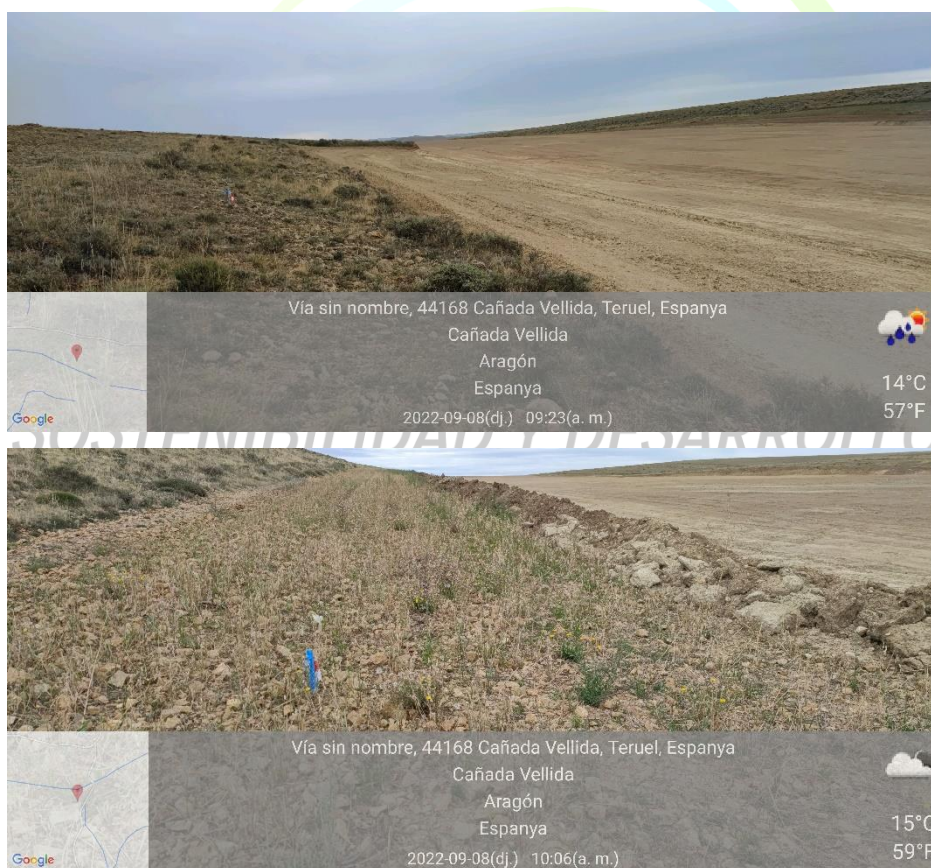 Vía sin nombre, 44168 Cañada Vellida, Teruel, Espanya
Cañada Vellida
Aragón
Espanya
2022-09-08(dj.) 09:23(a. m.)
Google
14°C
57°F
SOSTENIBILIDAD Y DESARROLLO
Vía sin nombre, 44168 Cañada Vellida, Teruel, Espanya
Cañada Vellida
Aragón
Espanya
2022-09-08(dj.) 10:06(a. m.)
Google
15°C
59°F